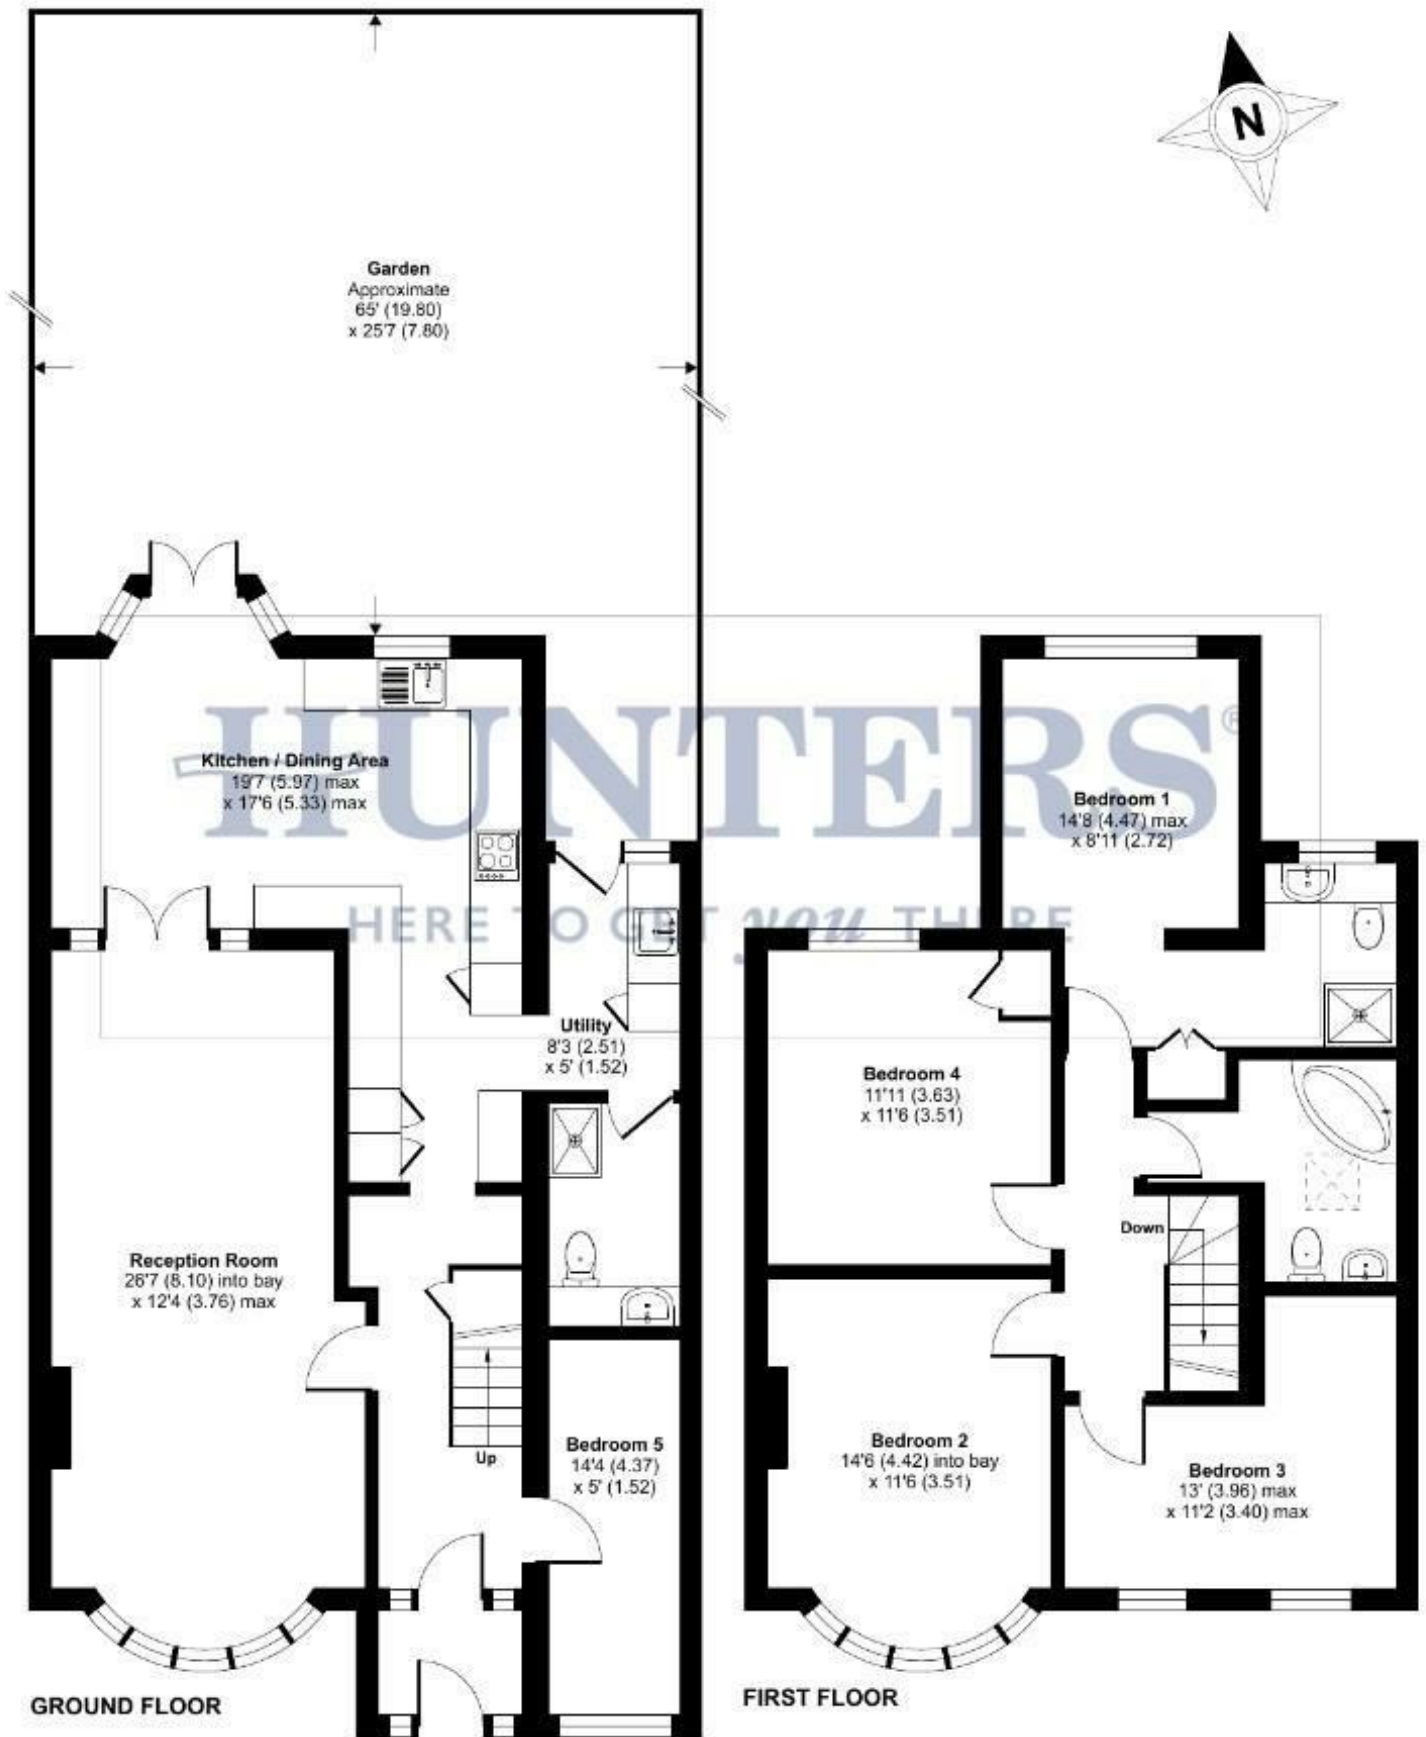 N
Garden
Approximate
65' (19.80)
x 25'7 (7.80)
HUNTERS®
HERE TO GET you THERE
Kitchen / Dining Area
19'7 (5.97) max
x 17'6 (5.33) max
Bedroom 1
14'8 (4.47) max
x 8'11 (2.72)
Utility
8'3 (2.51)
x 5' (1.52)
Bedroom 4
11'11 (3.63)
x 11'6 (3.51)
Down
Reception Room
26'7 (8.10) into bay
x 12'4 (3.76) max
Up
Bedroom 5
14'4 (4.37)
x 5' (1.52)
Bedroom 2
14'6 (4.42) into bay
x 11'6 (3.51)
Bedroom 3
13' (3.96) max
x 11'2 (3.40) max
GROUND FLOOR
FIRST FLOOR